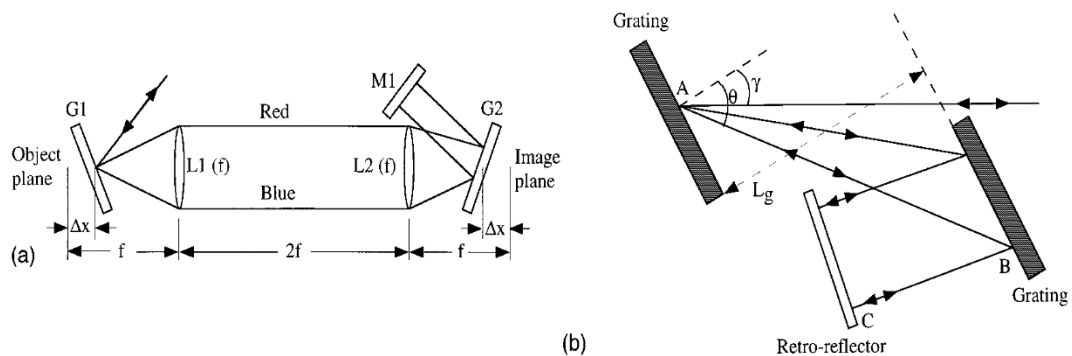 (a)
G1
Object
plane
Δx
f
L1 (f)
Red
Blue
2f
L2 (f)
M1
G2
Image
plane
Δx
f
(b)
Grating
A
θ
γ
Lg
B
Grating
C
Retro-reflector